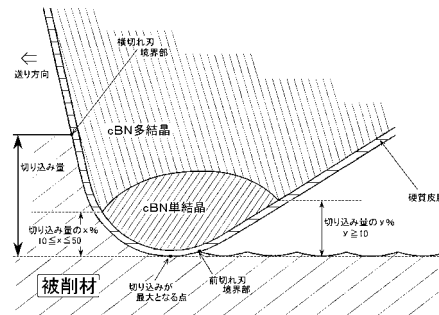 横切れ刃
境界部
⇐
送り方向
cBN多結晶
切り込み量
cBN単結晶
硬質皮
切り込み量のx%
10≦x≦50
切り込み量のy%
y≧10
被削材
切り込みが
最大となる点
前切れ刃
境界部